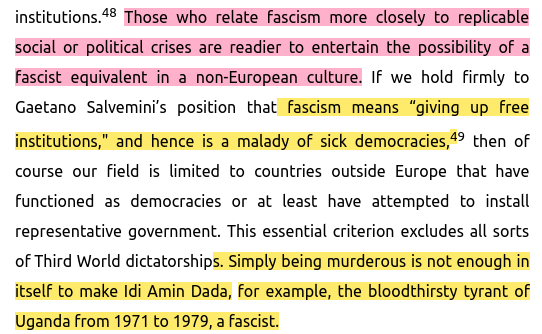 institutions.48 Those who relate fascism more closely to replicable
social or political crises are readier to entertain the possibility of a
fascist equivalent in a non-European culture. If we hold firmly to
Gaetano Salvemini’s position that fascism means “giving up free
institutions," and hence is a malady of sick democracies,49 then of
course our field is limited to countries outside Europe that have
functioned as democracies or at least have attempted to install
representative government. This essential criterion excludes all sorts
of Third World dictatorships. Simply being murderous is not enough in
itself to make Idi Amin Dada, for example, the bloodthirsty tyrant of
Uganda from 1971 to 1979, a fascist.